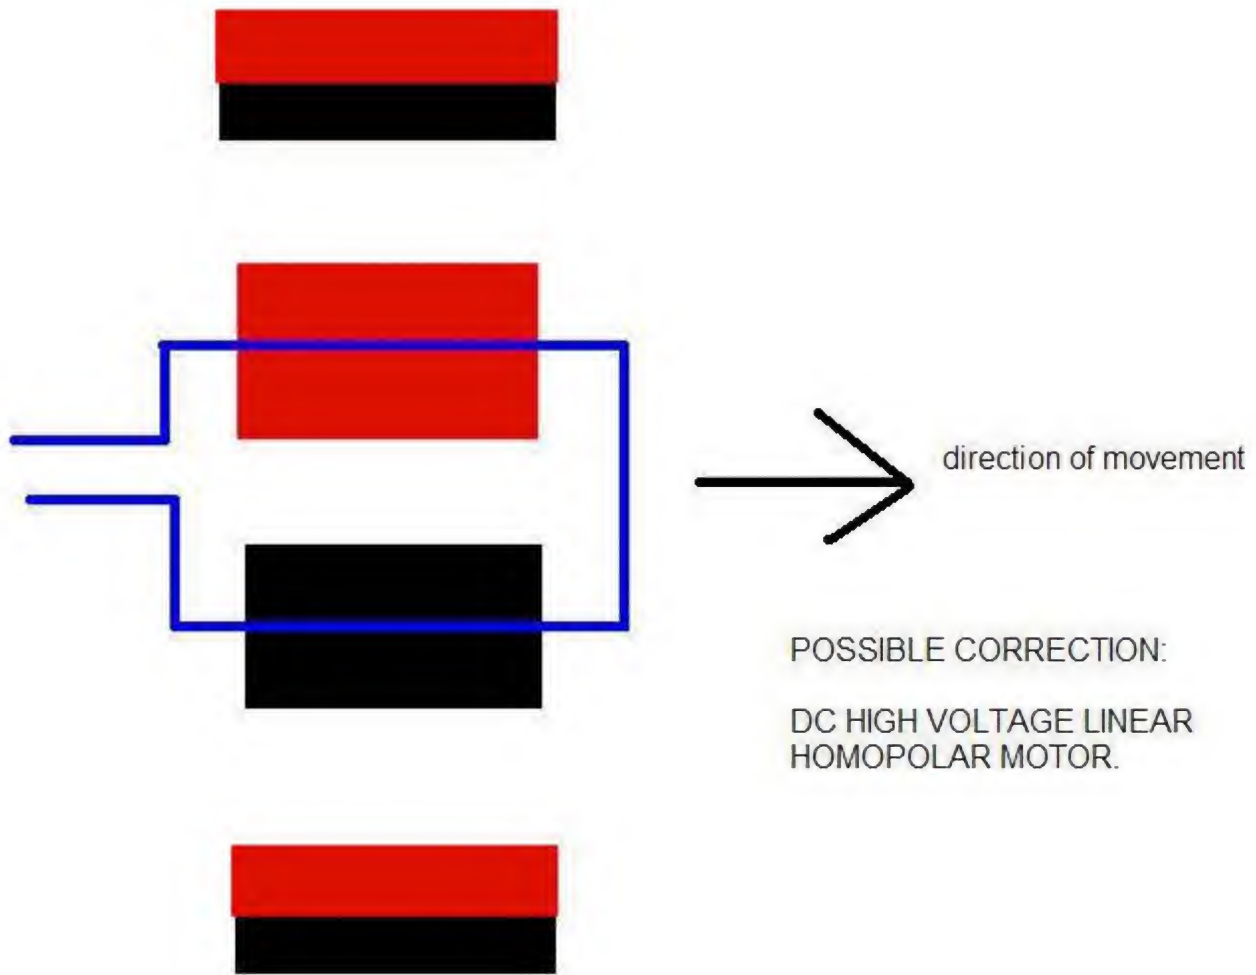 direction of movement
POSSIBLE CORRECTION:
DC HIGH VOLTAGE LINEAR
HOMOPOLAR MOTOR.